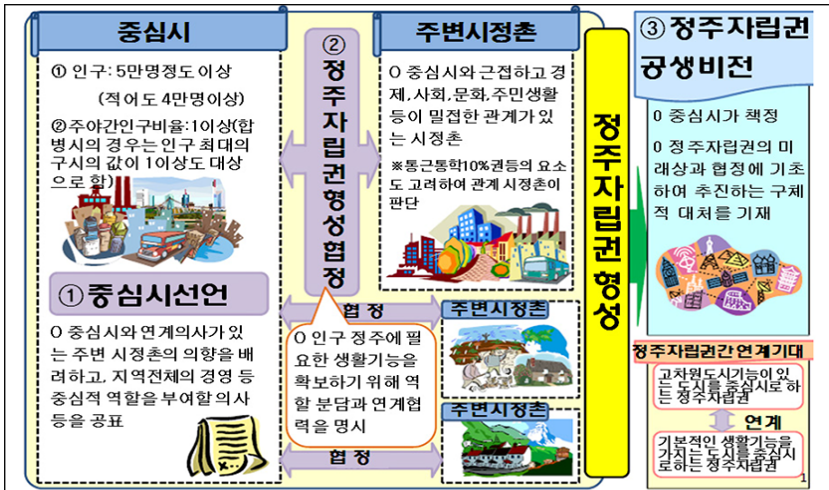 중심시
① 인구: 5만명정도 이상
(적어도 4만명이상)
②주야간인구비율:1이상(합
병시의 경우는 인구 최대의
구시의 값이 1이상도 대상
으로 함)
① 중심시선언
O 중심시와 연계의사가 있
는 주변 시정촌의 의향을 배
려하고, 지역전체의 경영 등
중심적 역할을 부여할 의사
등을 공표
② 정주자립권형성협정
협 정
O 인구 정주에 필
요한 생활기능을
확보하기 위해 역
할 분담과 연계협
력을 명시
협 정
주변시정촌
O 중심시와 근접하고 경
제, 사회, 문화, 주민생활
등이 밀접한 관계가 있
는 시정촌
※통근통학10%권등의 요소
도 고려하여 관계 시정촌이
판단
주변시정촌
주변시정촌
정주자립권 형성
③ 정주자립권
공생비전
O 중심시가 책정
O 정주자립권의 미
래상과 협정에 기초
하여 추진하는 구체
적 대처를 기재
정주자립권간 연계기대
고차원도시기능이 있
는 도시를 중심시로 하
는 정주자립권
연계
기본적인 생활기능을
가지는 도시를 중심시
로하는 정주자립권
1